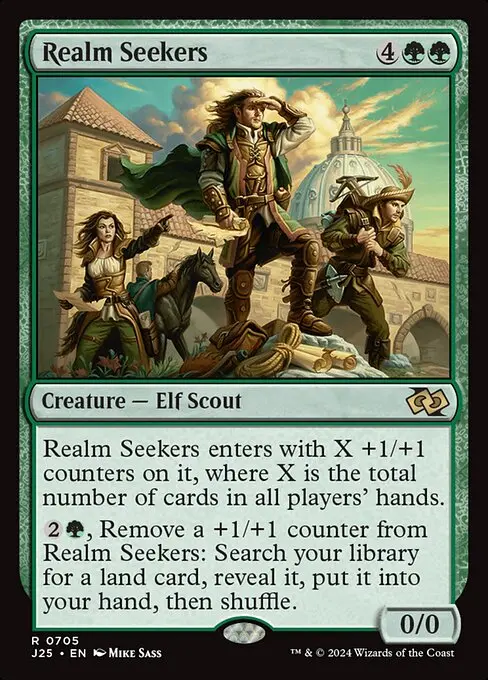 Realm Seekers 4
Creature — Elf Scout
Realm Seekers enters with X +1/+1
counters on it, where X is the total
number of cards in all players' hands.
2, Remove a +1/+1 counter from
Realm Seekers: Search your library
for a land card, reveal it, put it into
your hand, then shuffle.
0/0
R 0705
J25 • EN Mike Sass
™ & © 2024 Wizards of the Coast